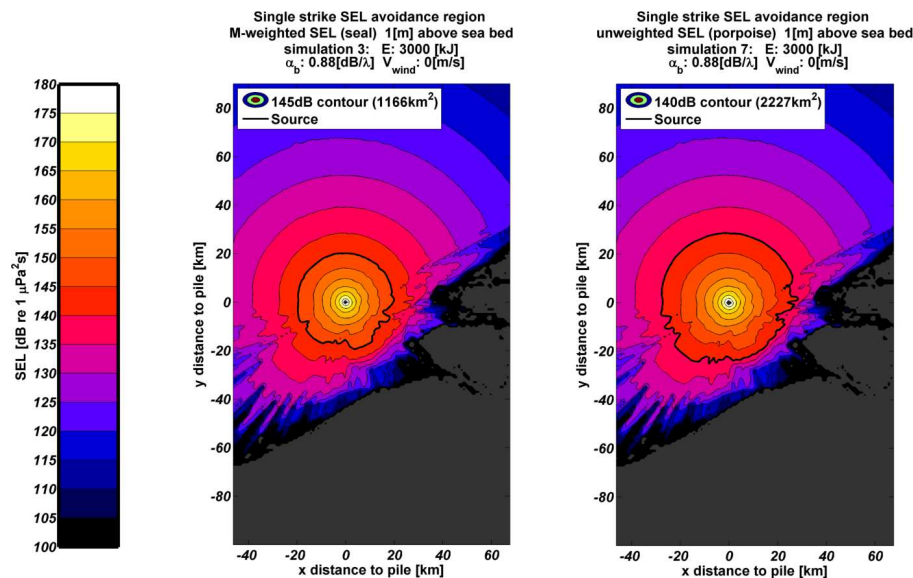 Single strike SEL avoidance region
M-weighted SEL (seal) 1[m] above sea bed
simulation 3: E: 3000 [kJ]
α_b: 0.88[dB/λ] V_wind: 0[m/s]
Single strike SEL avoidance region
unweighted SEL (porpoise) 1[m] above sea bed
simulation 7: E: 3000 [kJ]
α_b: 0.88[dB/λ] V_wind: 0[m/s]
SEL [dB re 1 μPa²s]
180
175
170
165
160
155
150
145
140
135
130
125
120
115
110
105
100
145dB contour (1166km²)
Source
y distance to pile [km]
80
60
40
20
0
-20
-40
-60
-80
-40 -20 0 20 40 60
x distance to pile [km]
140dB contour (2227km²)
Source
y distance to pile [km]
80
60
40
20
0
-20
-40
-60
-80
-40 -20 0 20 40 60
x distance to pile [km]